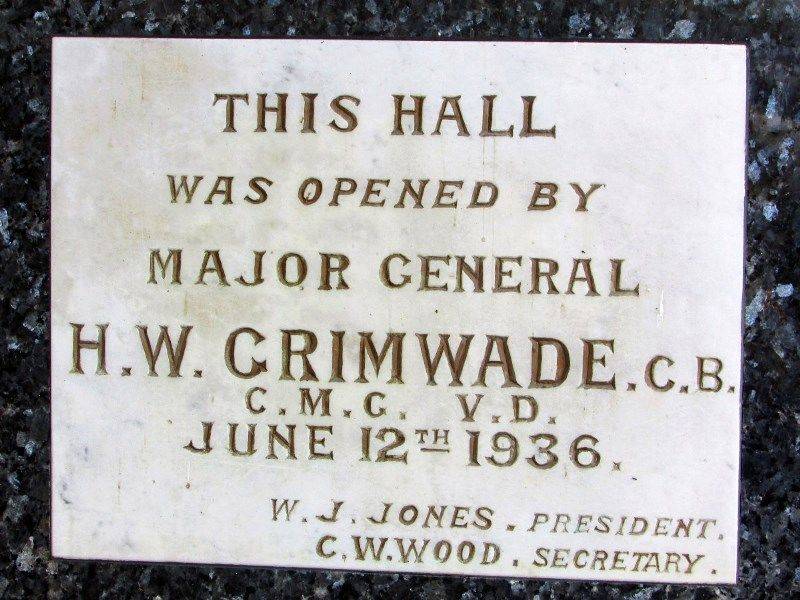 THIS HALL
WAS OPENED BY
MAJOR GENERAL
H.W. GRIMWADE. C.B.
C.M.G. V.D.
JUNE 12TH 1936.
W.J. JONES. PRESIDENT.
C.W.WOOD. SECRETARY.